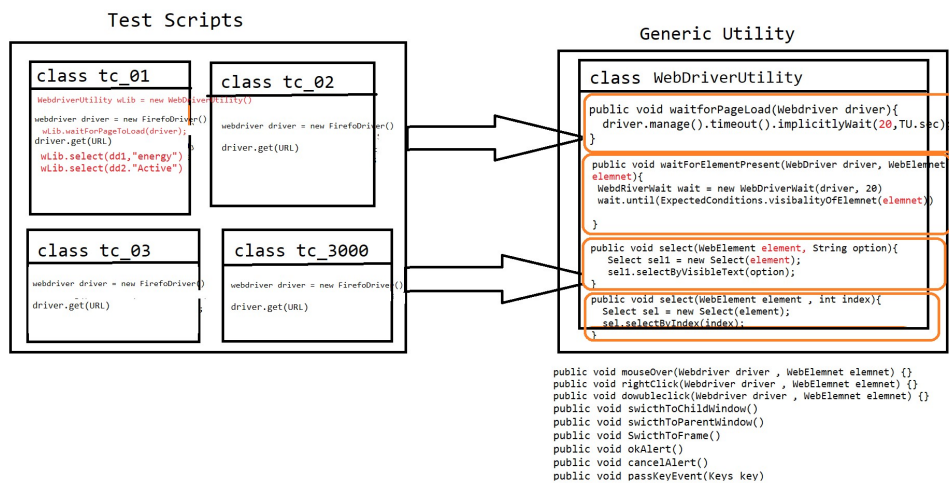 Test Scripts
class tc_01
WebdriverUtility wLib = new WebDriverUtility()
webdriver driver = new FirefoDriver()
wLib.waitForPageToLoad(driver);
driver.get(URL)
wLib.select(dd1,"energy")
wLib.select(dd2."Active")
class tc_02
webdriver driver = new FirefoDriver()
driver.get(URL)
class tc_03
webdriver driver = new FirefoDriver()
driver.get(URL)
class tc_3000
webdriver driver = new FirefoDriver()
driver.get(URL)
Generic Utility
class WebDriverUtility
public void waitforPageLoad(Webdriver driver){
driver.manage().timeout().implicitlyWait(20,TU.sec);
}
public void waitForElementPresent(WebDriver driver, WebElemnet
elemnet){
WebdRiverWait wait = new WebDriverWait(driver, 20)
wait.until(ExpectedConditions.visibalityOfElemnet(elemnet))
}
public void select(WebElement element, String option){
Select sel1 = new Select(element);
sel1.selectByVisibleText(option);
}
public void select(WebElement element , int index){
Select sel = new Select(element);
sel.selectByIndex(index);
}
public void mouseOver(Webdriver driver , WebElemnet elemnet) {}
public void rightClick(Webdriver driver , WebElemnet elemnet) {}
public void dowubleclick(Webdriver driver , WebElemnet elemnet) {}
public void swicthToChildWindow()
public void swicthToParentWindow()
public void SwicthToFrame()
public void okAlert()
public void cancelAlert()
public void passKeyEvent(Keys key)